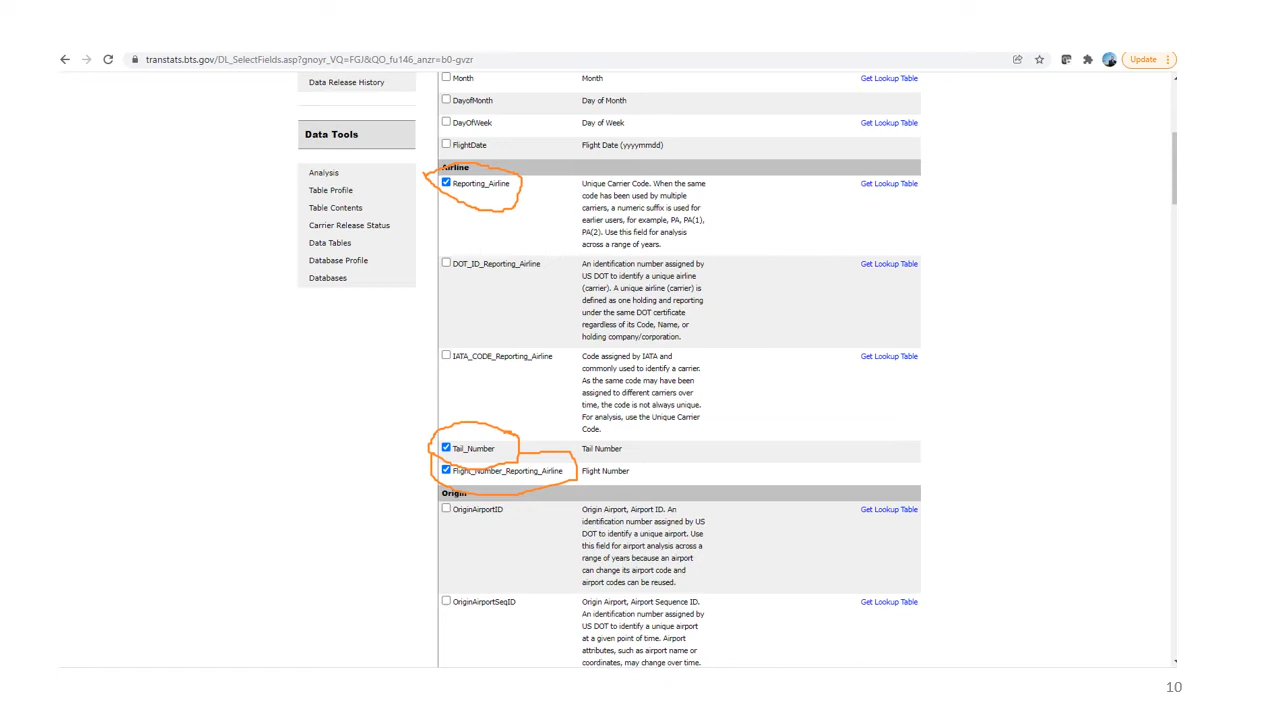 transtats.bts.gov/DL_SelectFields.asp?gnoyr_VQ=FGJ&QO_fu146_anzr=b0-gvzr
Update
Data Release History
Data Tools
Analysis
Table Profile
Table Contents
Carrier Release Status
Data Tables
Database Profile
Databases
Month Month Get Lookup Table
DayofMonth Day of Month
DayOfWeek Day of Week Get Lookup Table
FlightDate Flight Date (yyyymmdd)
Airline
Reporting_Airline Unique Carrier Code. When the same Get Lookup Table
code has been used by multiple
carriers, a numeric suffix is used for
earlier users, for example, PA, PA(1),
PA(2). Use this field for analysis
across a range of years.
DOT_ID_Reporting_Airline An identification number assigned by Get Lookup Table
US DOT to identify a unique airline
(carrier). A unique airline (carrier) is
defined as one holding and reporting
under the same DOT certificate
regardless of its Code, Name, or
holding company/corporation.
IATA_CODE_Reporting_Airline Code assigned by IATA and Get Lookup Table
commonly used to identify a carrier.
As the same code may have been
assigned to different carriers over
time, the code is not always unique.
For analysis, use the Unique Carrier
Code.
Tail_Number Tail Number
Flight_Number_Reporting_Airline Flight Number
Origin
OriginAirportID Origin Airport, Airport ID. An Get Lookup Table
identification number assigned by US
DOT to identify a unique airport. Use
this field for airport analysis across a
range of years because an airport
can change its airport code and
airport codes can be reused.
OriginAirportSeqID Origin Airport, Airport Sequence ID. Get Lookup Table
An identification number assigned by
US DOT to identify a unique airport
at a given point of time. Airport
attributes, such as airport name or
coordinates, may change over time.
10